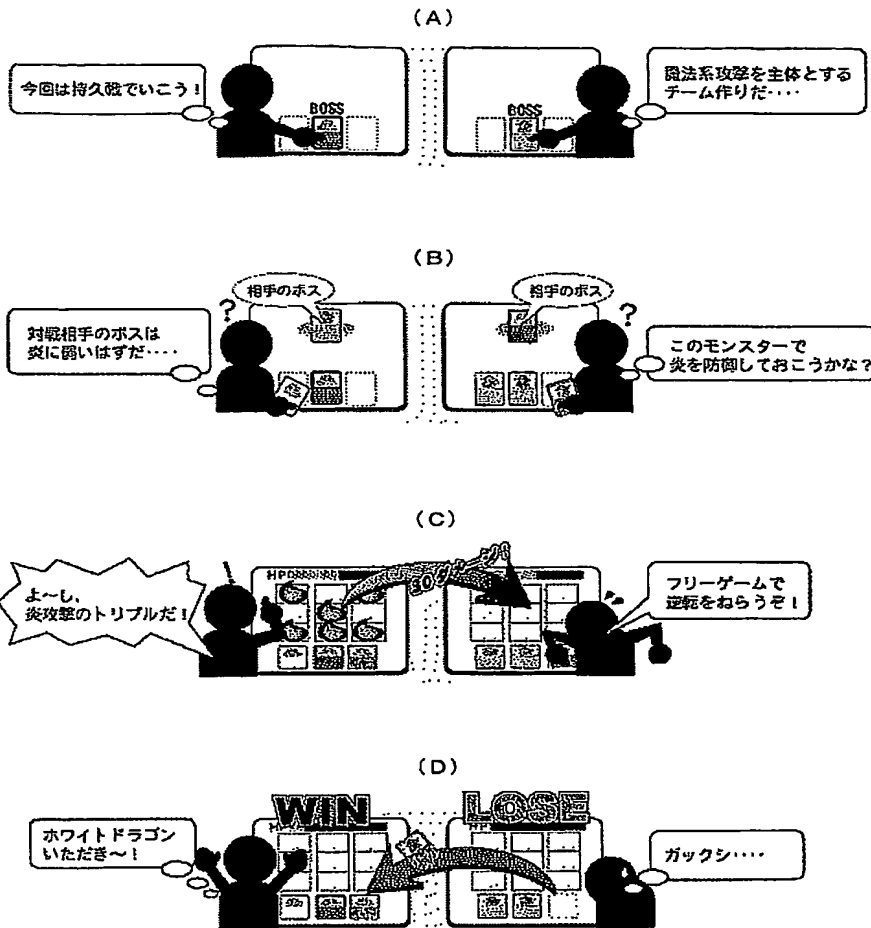 (A)
今回は持久戦でいこう!
BOSS
BOSS
魔法系攻撃を主体とする
チーム作りだ‥‥
(B)
相手のボス
相手のボス
?
?
対戦相手のボスは
炎に弱いはずだ‥‥
このモンスターで
炎を防御しておこうかな?
(C)
HP
よ〜し、
炎攻撃のトリプルだ!
フリーゲームで
逆転をねらうぞ!
(D)
WIN
LOSE
HP
HP
ホワイトドラゴン
いただき〜!
ガックシ‥‥